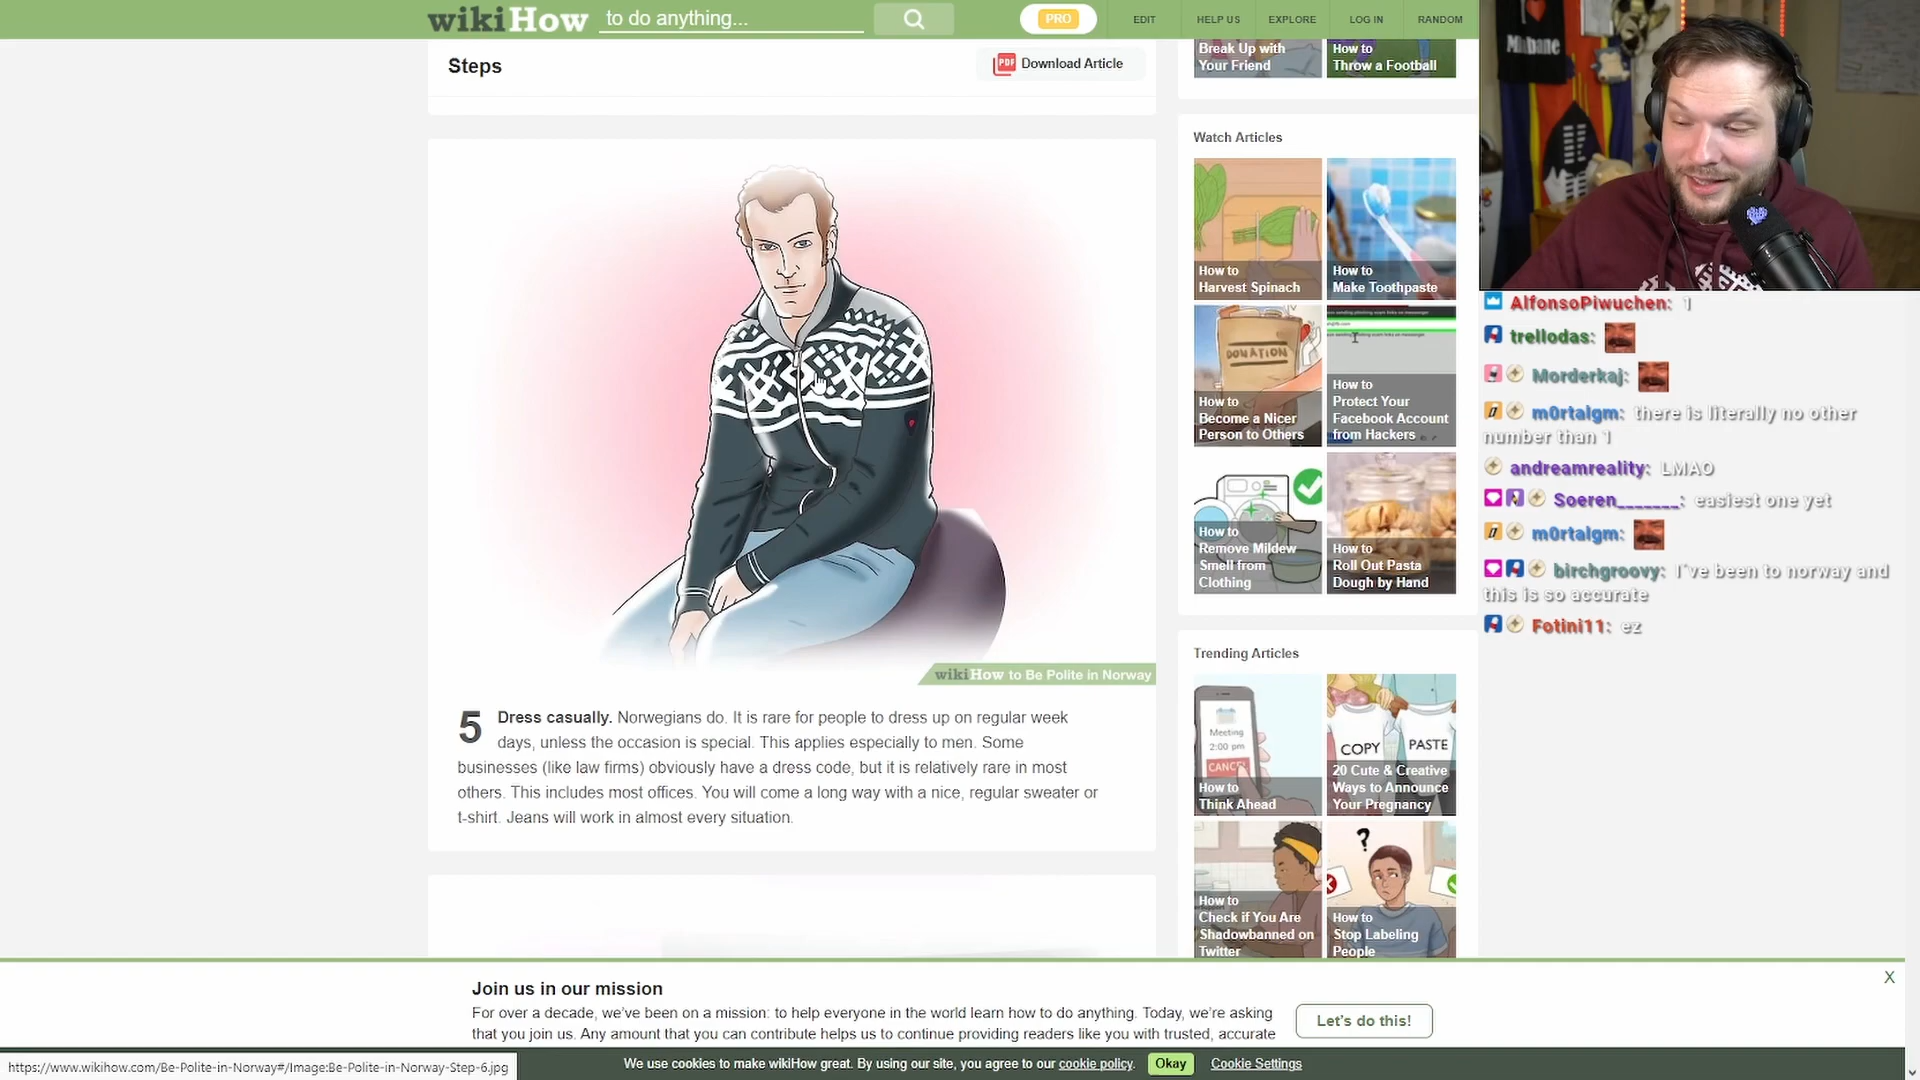 wikiHow to do anything...
PRO
EDIT
HELP US
EXPLORE
LOG IN
RANDOM
Steps
PDF Download Article
wikiHow to Be Polite in Norway
5 Dress casually. Norwegians do. It is rare for people to dress up on regular week
days, unless the occasion is special. This applies especially to men. Some
businesses (like law firms) obviously have a dress code, but it is relatively rare in most
others. This includes most offices. You will come a long way with a nice, regular sweater or
t-shirt. Jeans will work in almost every situation.
Break Up with
Your Friend
How to
Throw a Football
Watch Articles
How to
Harvest Spinach
How to
Make Toothpaste
DONATION
How to
Become a Nicer
Person to Others
How to
Protect Your
Facebook Account
from Hackers
How to
Remove Mildew
Smell from
Clothing
How to
Roll Out Pasta
Dough by Hand
Trending Articles
Meeting
2:00 pm
CANCEL
How to
Think Ahead
COPY
PASTE
20 Cute & Creative
Ways to Announce
Your Pregnancy
How to
Check if You Are
Shadowbanned on
Twitter
?
How to
Stop Labeling
People
AlfonsoPiwuchen: 1
trellodas:
Morderkaj:
m0rtalgm: there is literally no other
number than 1
andreamreality: LMAO
Soeren_______: easiest one yet
m0rtalgm:
birchgroovy: I´ve been to norway and
this is so accurate
Fotini11: ez
Join us in our mission
X
For over a decade, we've been on a mission: to help everyone in the world learn how to do anything. Today, we're asking
that you join us. Any amount that you can contribute helps us to continue providing readers like you with trusted, accurate
Let's do this!
We use cookies to make wikiHow great. By using our site, you agree to our cookie policy.
Okay
Cookie Settings
https://www.wikihow.com/Be-Polite-in-Norway#/Image:Be-Polite-in-Norway-Step-6.jpg